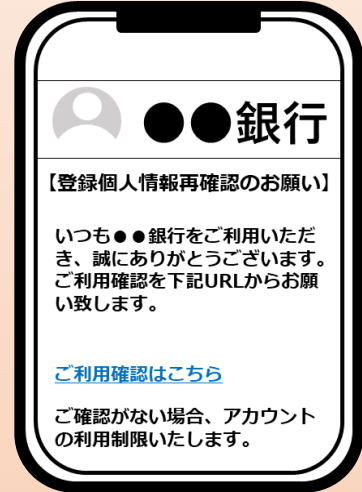 ●●銀行
【登録個人情報再確認のお願い】
いつも●●銀行をご利用いただ
き、誠にありがとうございます。
ご利用確認を下記URLからお願
い致します。
ご利用確認はこちら
ご確認がない場合、アカウント
の利用制限いたします。